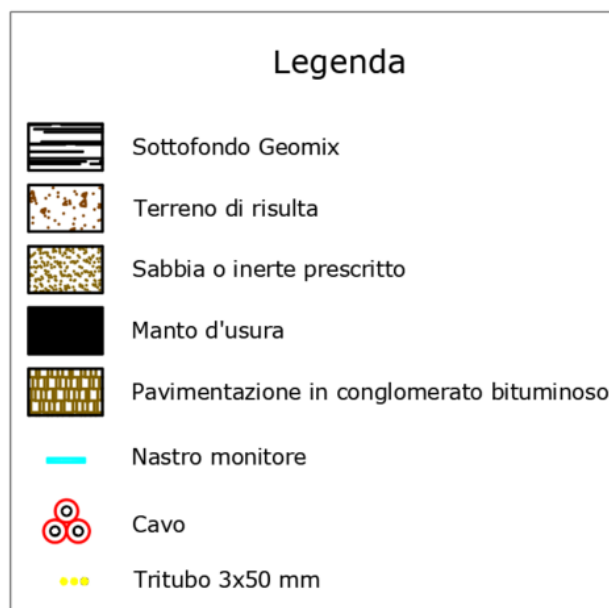 Legenda
Sottofondo Geomix
Terreno di risulta
Sabbia o inerte prescritto
Manto d'usura
Pavimentazione in conglomerato bituminoso
Nastro monitore
Cavo
Tritubo 3x50 mm